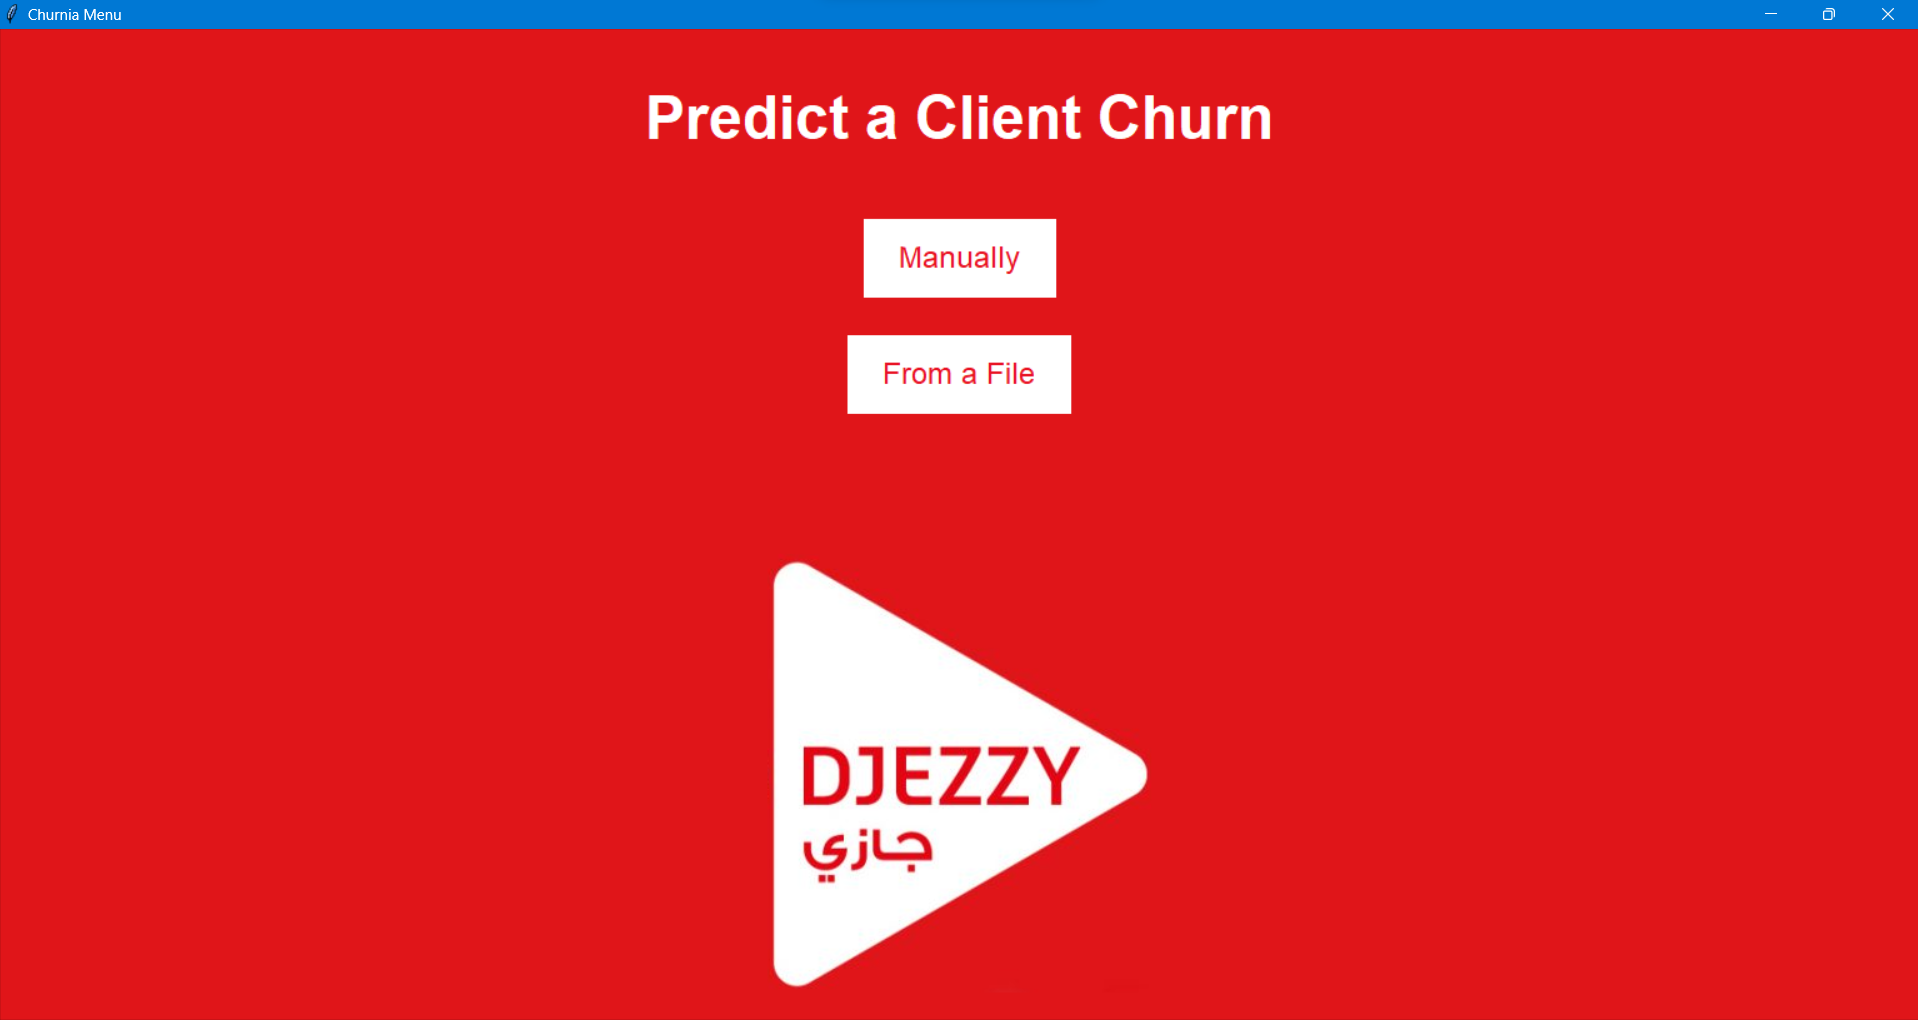 Churnia Menu
Predict a Client Churn
Manually
From a File
DJEZZY
جازي